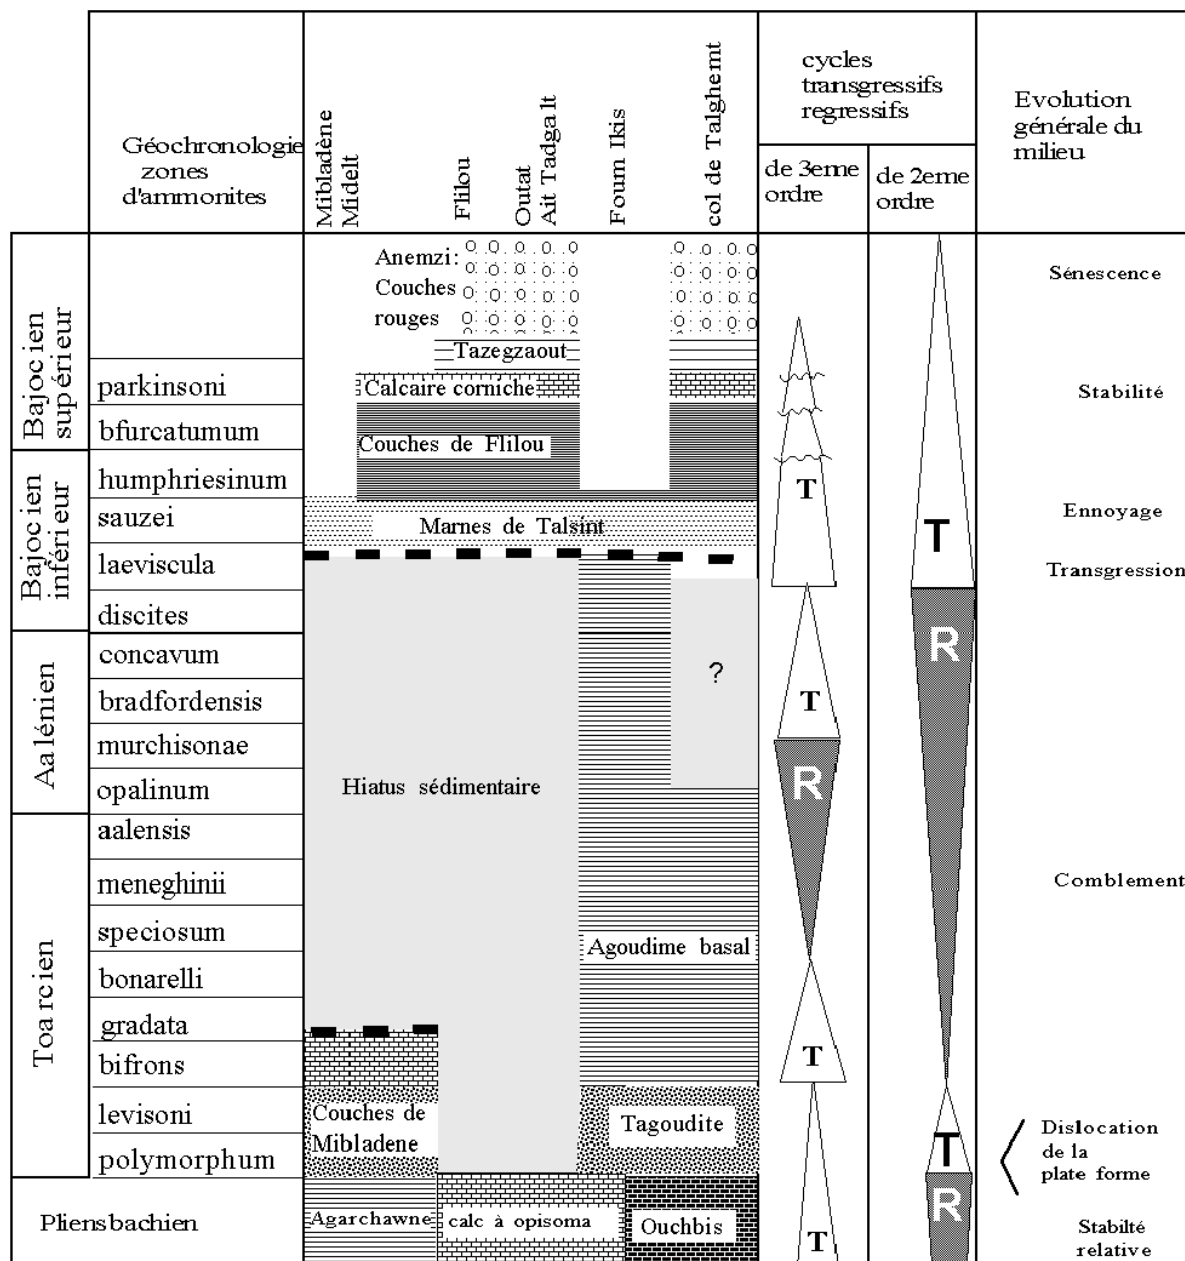 Géochronologie
zones
d'ammonites
Mibladène
Midelt
Flilou
Outat
Ait Tadgalt
Foum Ikis
col de Talghemt
cycles
transgressifs
regressifs
de 3eme
ordre
de 2eme
ordre
Evolution
générale du
milieu
Bajocien
supérieur
Bajocien
inférieur
Aalénien
Toarcien
Pliensbachien
parkinsoni
bfurcatumum
humphriesinum
sauzei
laeviscula
discites
concavum
bradfordensis
murchisonae
opalinum
aalensis
meneghinii
speciosum
bonarelli
gradata
bifrons
levisoni
polymorphum
Anemzi:
Couches
rouges
Tazegzaout
Calcaire corniche
Couches de Flilou
Marnes de Talsint
?
Hiatus sédimentaire
Agoudime basal
Couches de
Mibladene
Tagoudite
Agarchawne
calc à opisoma
Ouchbis
T
T
R
T
T
T
R
T
R
Sénescence
Stabilité
Ennoyage
Transgression
Comblement
Dislocation
de la
plate forme
Stabilté
relative